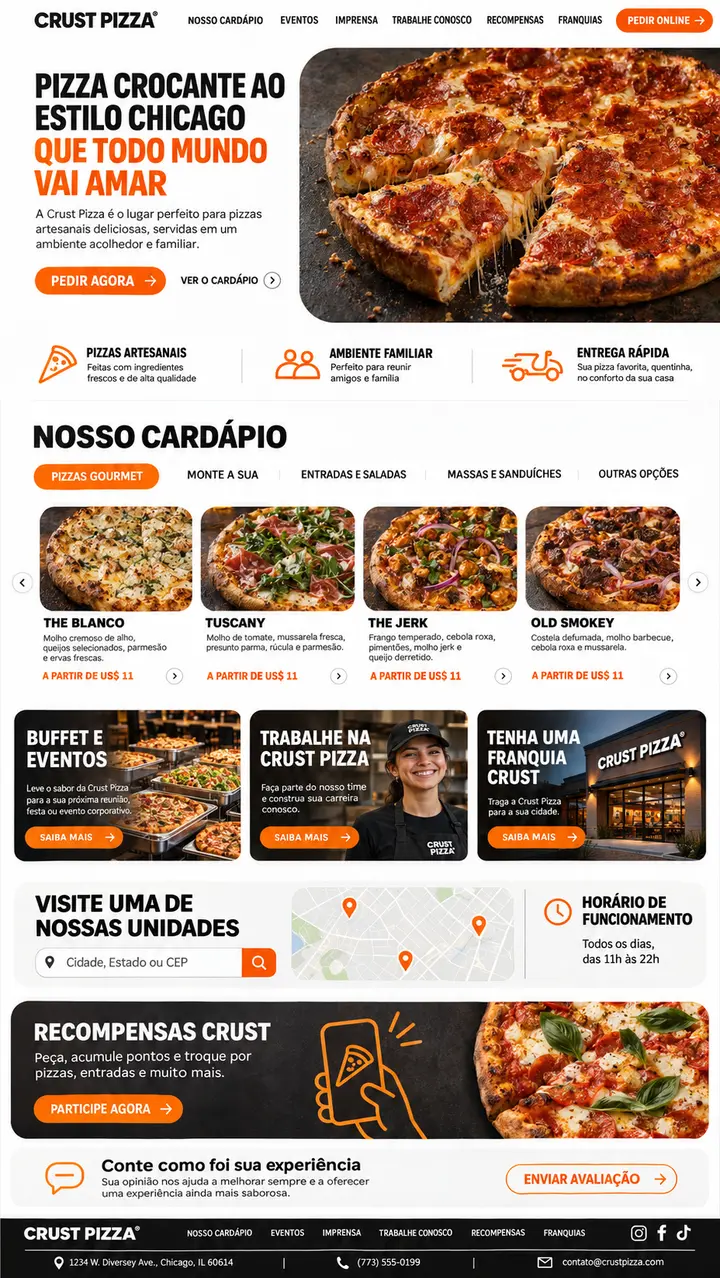 CRUST PIZZA®
NOSSO CARDÁPIO
EVENTOS
IMPRENSA
TRABALHE CONOSCO
RECOMPENSAS
FRANQUIAS
PEDIR ONLINE
PIZZA CROCANTE AO
ESTILO CHICAGO
QUE TODO MUNDO
VAI AMAR
A Crust Pizza é o lugar perfeito para pizzas
artesanais deliciosas, servidas em um
ambiente acolhedor e familiar.
PEDIR AGORA
VER O CARDÁPIO
PIZZAS ARTESANAIS
Feitas com ingredientes
frescos e de alta qualidade
AMBIENTE FAMILIAR
Perfeito para reunir
amigos e família
ENTREGA RÁPIDA
Sua pizza favorita, quentinha,
no conforto da sua casa
NOSSO CARDÁPIO
PIZZAS GOURMET
MONTE A SUA
ENTRADAS E SALADAS
MASSAS E SANDUÍCHES
OUTRAS OPÇÕES
THE BLANCO
Molho cremoso de alho,
queijos selecionados, parmesão
e ervas frescas.
A PARTIR DE US$ 11
TUSCANY
Molho de tomate, mussarela fresca,
presunto parma, rúcula e parmesão.
A PARTIR DE US$ 11
THE JERK
Frango temperado, cebola roxa,
pimentões, molho jerk e
queijo derretido.
A PARTIR DE US$ 11
OLD SMOKEY
Costela defumada, molho barbecue,
cebola roxa e mussarela.
A PARTIR DE US$ 11
BUFFET E
EVENTOS
Leve o sabor da Crust Pizza
para a sua próxima reunião,
festa ou evento corporativo.
SAIBA MAIS
TRABALHE NA
CRUST PIZZA
Faça parte do nosso time
e construa sua carreira
conosco.
SAIBA MAIS
CRUST
PIZZA
CRUST
PIZZA®
TENHA UMA
FRANQUIA
CRUST
Traga a Crust Pizza
para a sua cidade.
SAIBA MAIS
CRUST PIZZA®
VISITE UMA DE
NOSSAS UNIDADES
Cidade, Estado ou CEP
HORÁRIO DE
FUNCIONAMENTO
Todos os dias,
das 11h às 22h
RECOMPENSAS CRUST
Peça, acumule pontos e troque por
pizzas, entradas e muito mais.
PARTICIPE AGORA
Conte como foi sua experiência
Sua opinião nos ajuda a melhorar sempre e a oferecer
uma experiência ainda mais saborosa.
ENVIAR AVALIAÇÃO
CRUST PIZZA®
NOSSO CARDÁPIO
EVENTOS
IMPRENSA
TRABALHE CONOSCO
RECOMPENSAS
FRANQUIAS
1234 W. Diversey Ave., Chicago, IL 60614
(773) 555-0199
contato@crustpizza.com